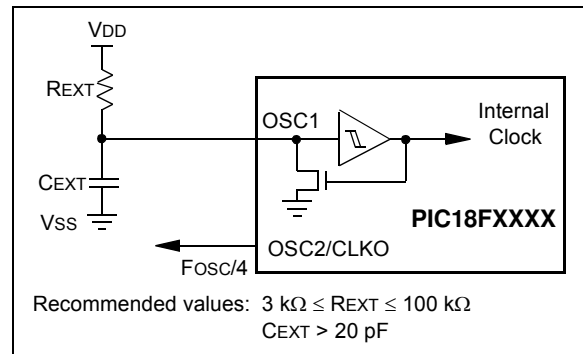 VDD
REXT
OSC1
Internal
Clock
CEXT
VSS
PIC18FXXXX
OSC2/CLKO
FOSC/4
Recommended values: 3 kΩ ≤ REXT ≤ 100 kΩ
CEXT > 20 pF